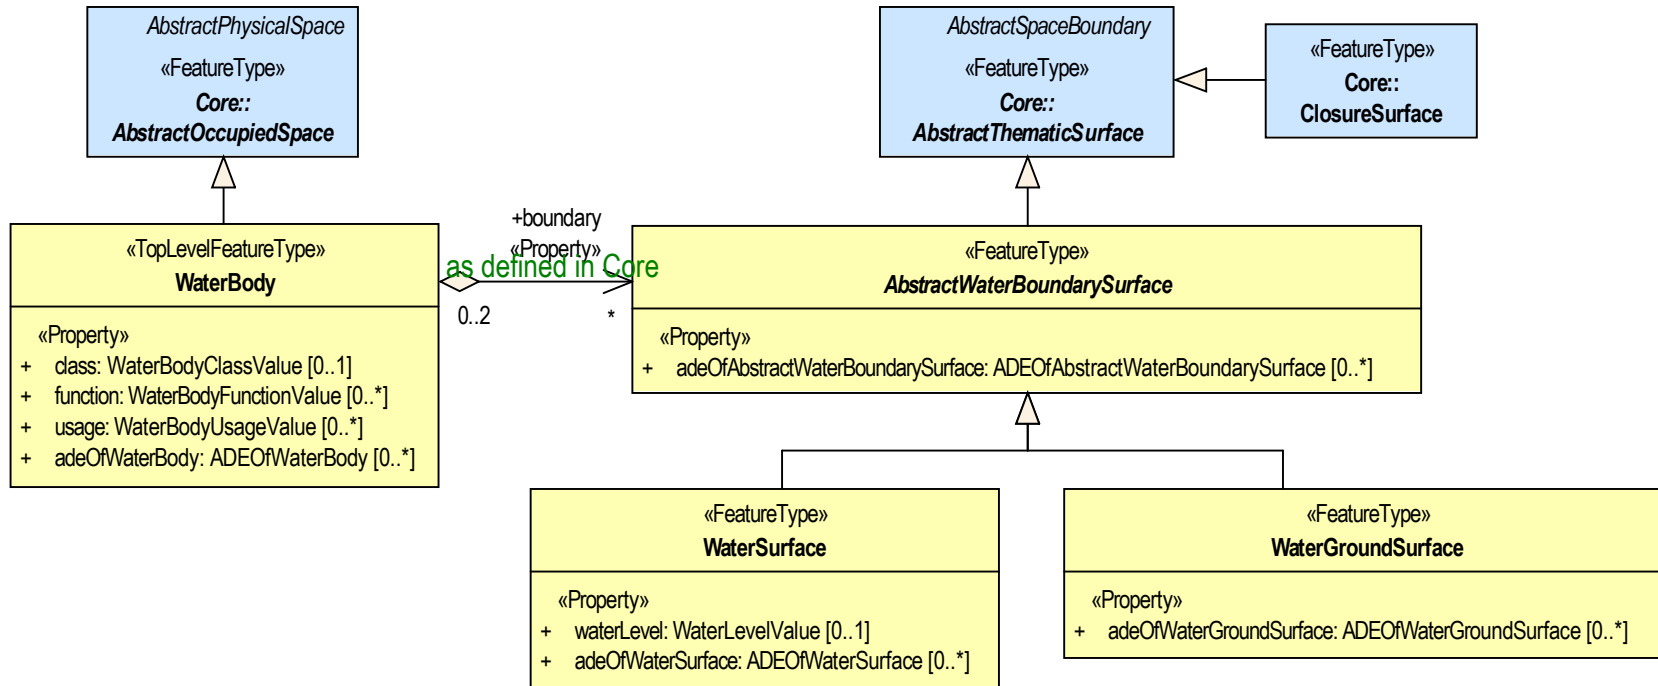 AbstractPhysicalSpace
«FeatureType»
Core::
AbstractOccupiedSpace
AbstractSpaceBoundary
«FeatureType»
Core::
AbstractThematicSurface
«FeatureType»
Core::
ClosureSurface
«TopLevelFeatureType»
WaterBody
«Property»
+ class: WaterBodyClassValue [0..1]
+ function: WaterBodyFunctionValue [0..*]
+ usage: WaterBodyUsageValue [0..*]
+ adeOfWaterBody: ADEOfWaterBody [0..*]
+boundary
«Property»
as defined in Core
0..2
*
«FeatureType»
AbstractWaterBoundarySurface
«Property»
+ adeOfAbstractWaterBoundarySurface: ADEOfAbstractWaterBoundarySurface [0..*]
«FeatureType»
WaterSurface
«Property»
+ waterLevel: WaterLevelValue [0..1]
+ adeOfWaterSurface: ADEOfWaterSurface [0..*]
«FeatureType»
WaterGroundSurface
«Property»
+ adeOfWaterGroundSurface: ADEOfWaterGroundSurface [0..*]